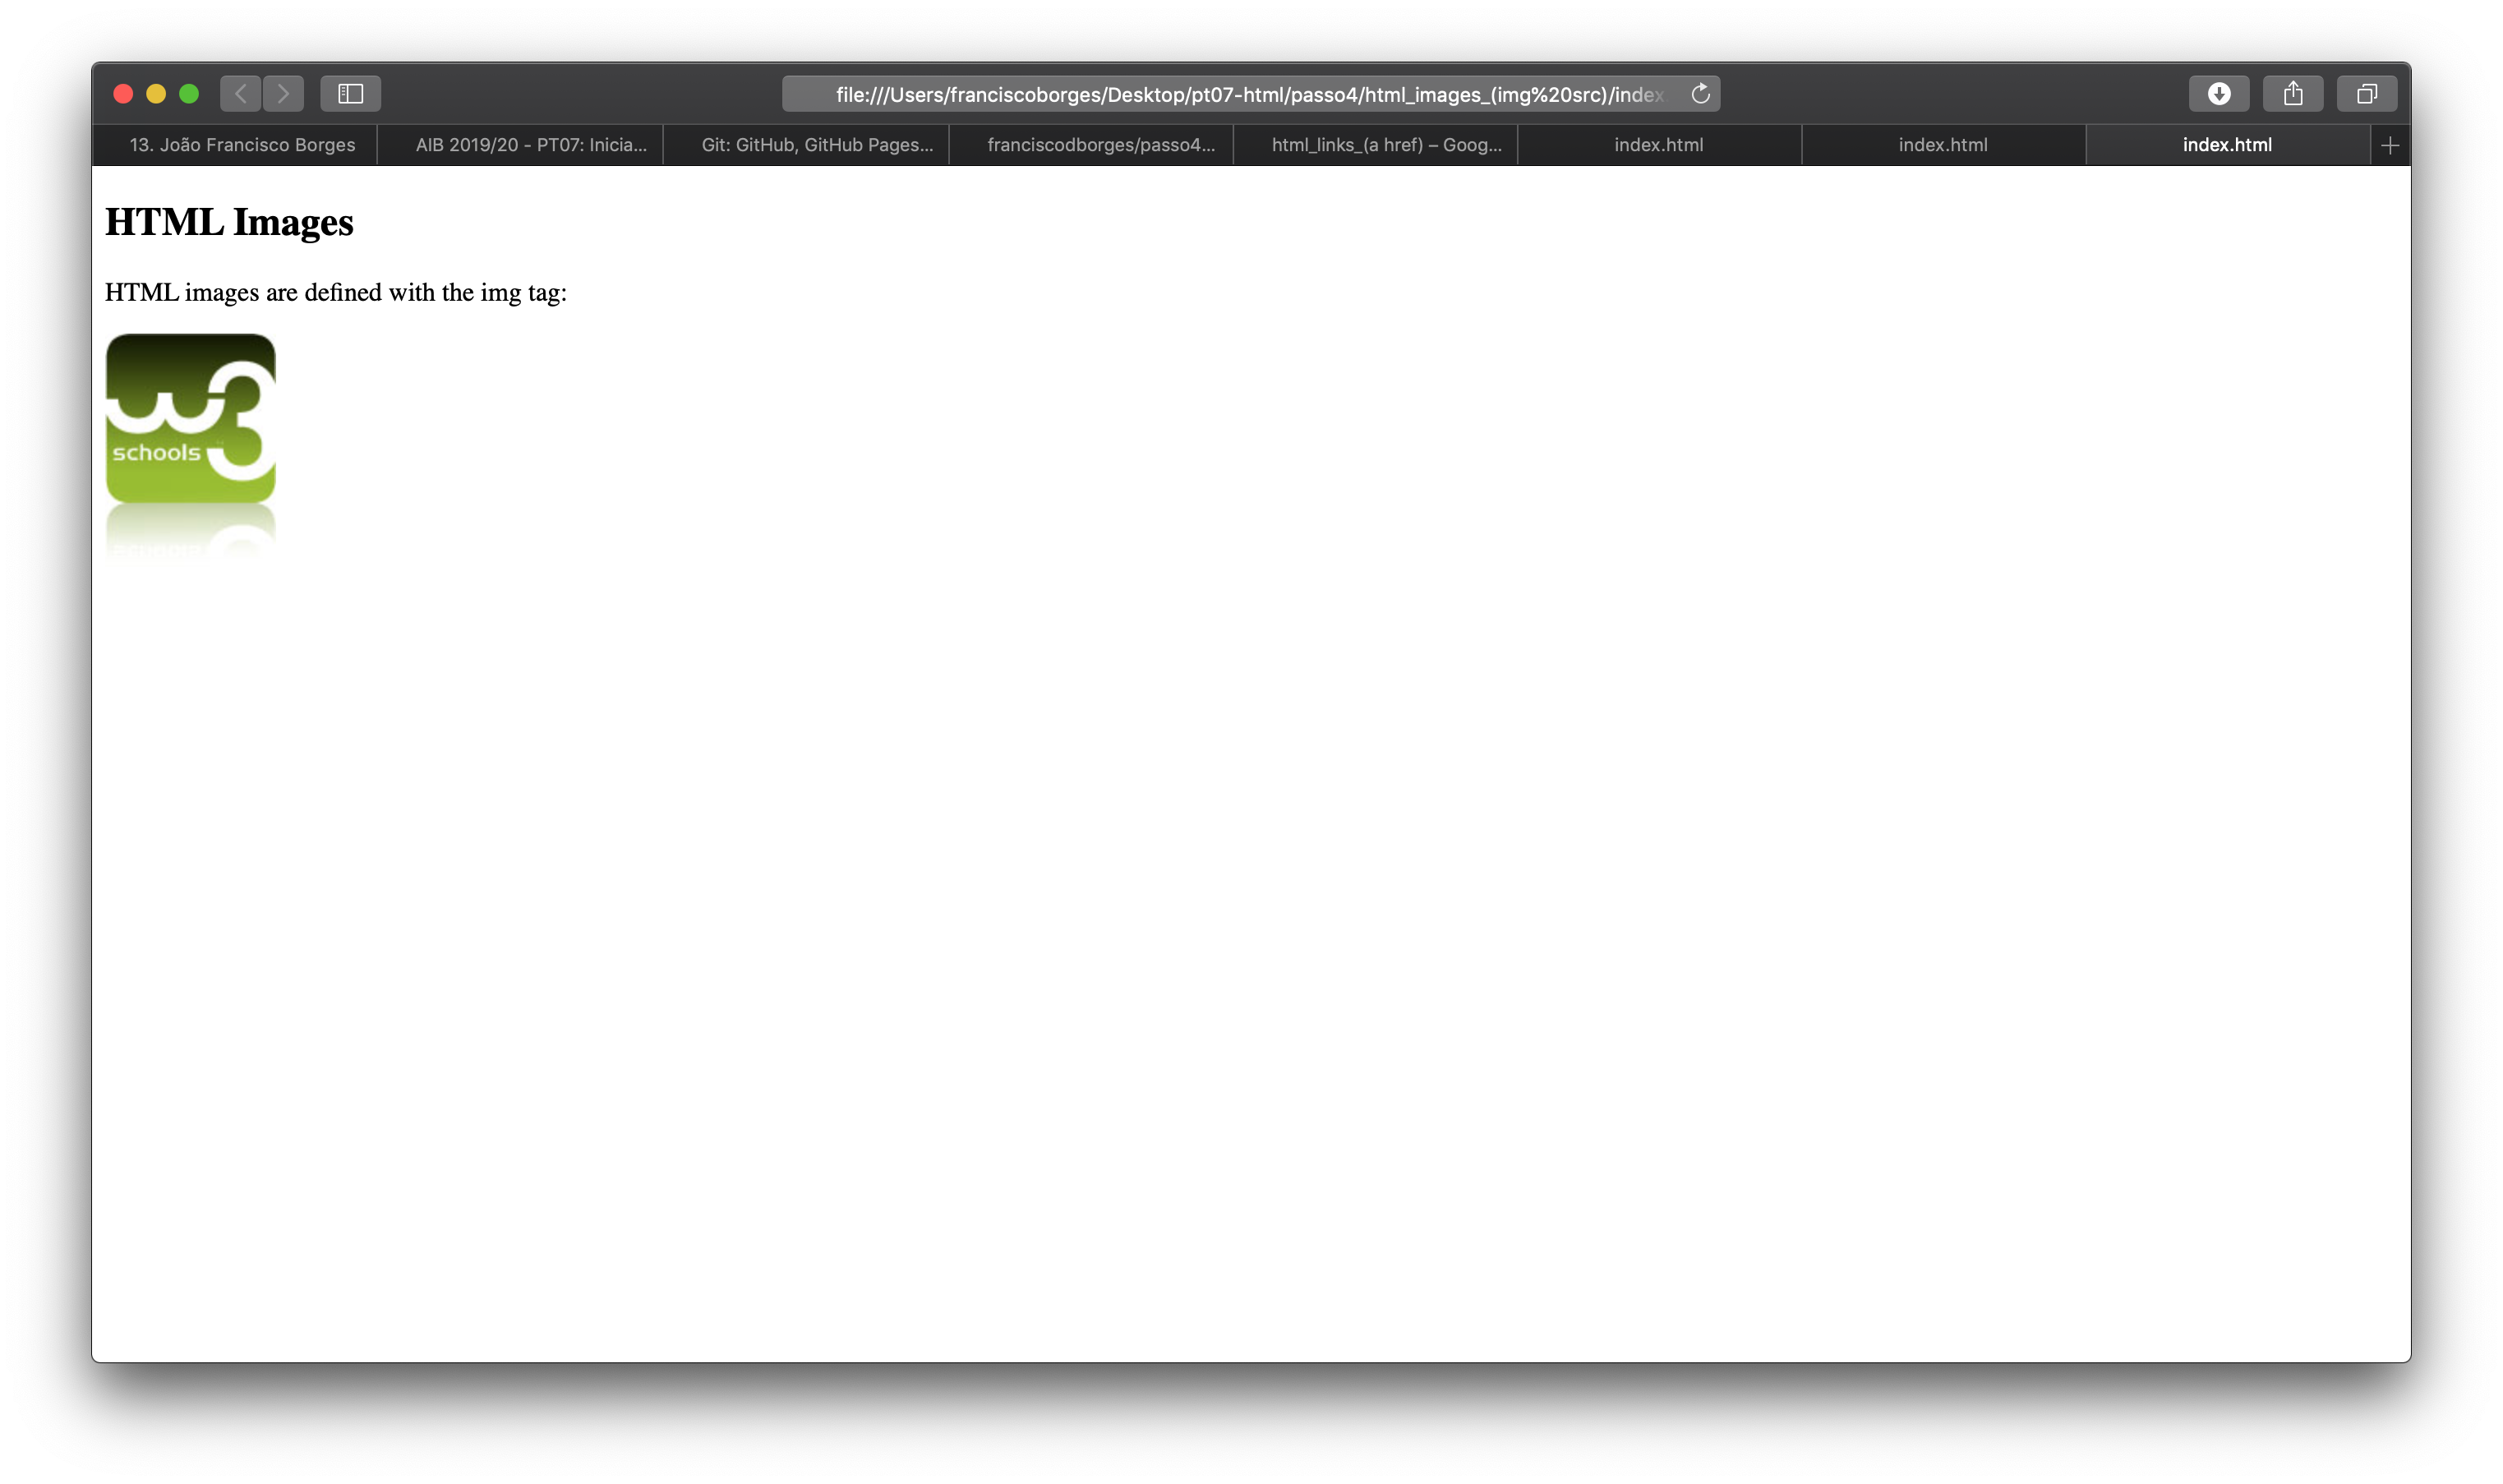 file:///Users/franciscoborges/Desktop/pt07-html/passo4/html_images_(img%20src)/index
13. João Francisco Borges
AIB 2019/20 - PT07: Inicia...
Git: GitHub, GitHub Pages...
franciscodborges/passo4...
html_links_(a href) – Goog...
index.html
index.html
index.html
HTML Images
HTML images are defined with the img tag:
w3
schools